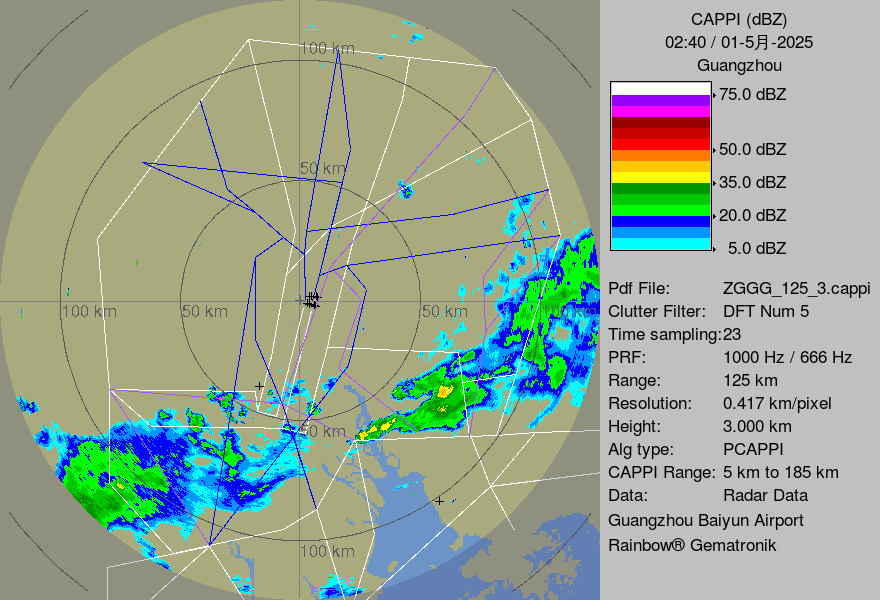 CAPPI (dBZ)
02:40 / 01-5月-2025
Guangzhou
75.0 dBZ
50.0 dBZ
35.0 dBZ
20.0 dBZ
5.0 dBZ
Pdf File: ZGGG_125_3.cappi
Clutter Filter: DFT Num 5
Time sampling:23
PRF: 1000 Hz / 666 Hz
Range: 125 km
Resolution: 0.417 km/pixel
Height: 3.000 km
Alg type: PCAPPI
CAPPI Range: 5 km to 185 km
Data: Radar Data
Guangzhou Baiyun Airport
Rainbow® Gematronik
100 km
50 km
100 km
50 km
50 km
100 km
50 km
100 km